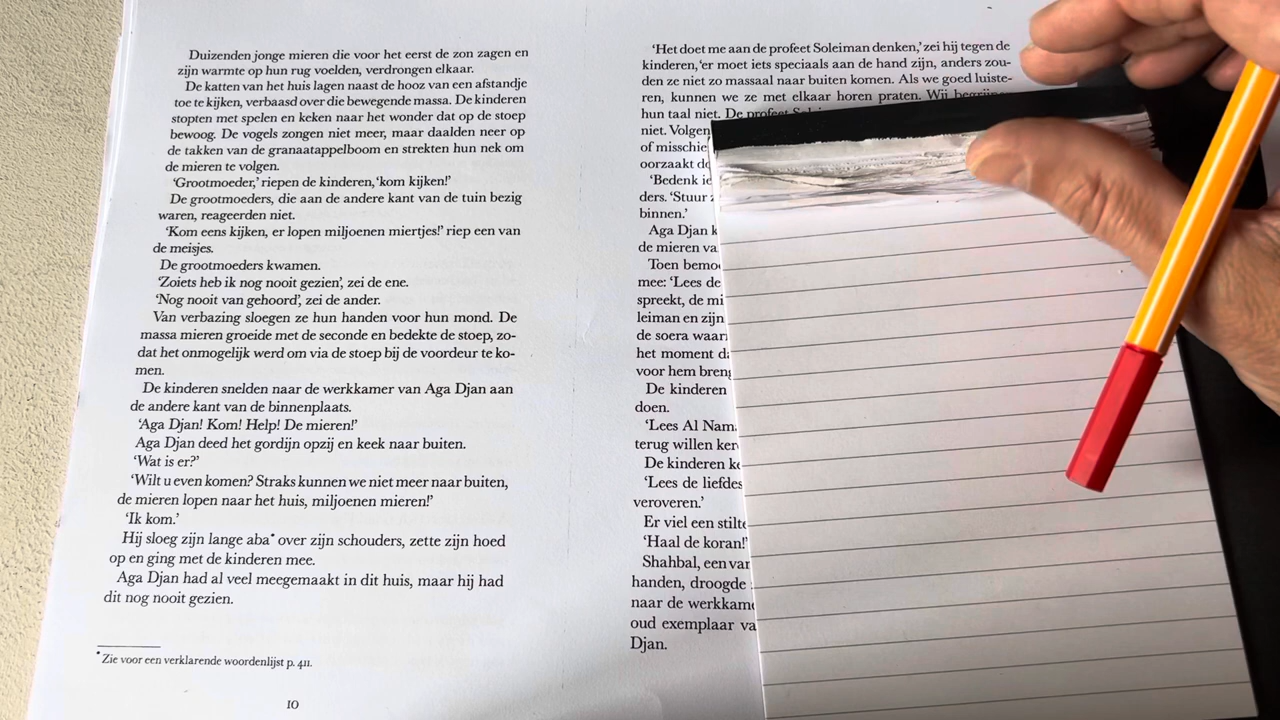 Duizenden jonge mieren die voor het eerst de zon zagen en
zijn warmte op hun rug voelden, verdrongen elkaar.
De katten van het huis lagen naast de hooz van een afstandje
toe te kijken, verbaasd over die bewegende massa. De kinderen
stopten met spelen en keken naar het wonder dat op de stoep
bewoog. De vogels zongen niet meer, maar daalden neer op
de takken van de granaatappelboom en strekten hun nek om
de mieren te volgen.
‘Grootmoeder,’ riepen de kinderen, ‘kom kijken!’
De grootmoeders, die aan de andere kant van de tuin bezig
waren, reageerden niet.
‘Kom eens kijken, er lopen miljoenen miertjes!’ riep een van
de meisjes.
De grootmoeders kwamen.
‘Zoiets heb ik nog nooit gezien’, zei de ene.
‘Nog nooit van gehoord’, zei de ander.
Van verbazing sloegen ze hun handen voor hun mond. De
massa mieren groeide met de seconde en bedekte de stoep, zo-
dat het onmogelijk werd om via de stoep bij de voordeur te ko-
men.
De kinderen snelden naar de werkkamer van Aga Djan aan
de andere kant van de binnenplaats.
‘Aga Djan! Kom! Help! De mieren!’
Aga Djan deed het gordijn opzij en keek naar buiten.
‘Wat is er?’
‘Wilt u even komen? Straks kunnen we niet meer naar buiten,
de mieren lopen naar het huis, miljoenen mieren!’
‘Ik kom.’
Hij sloeg zijn lange aba* over zijn schouders, zette zijn hoed
op en ging met de kinderen mee.
Aga Djan had al veel meegemaakt in dit huis, maar hij had
dit nog nooit gezien.
* Zie voor een verklarende woordenlijst p. 411.
10
‘Het doet me aan de profeet Soleiman denken,’ zei hij tegen de
kinderen, ‘er moet iets speciaals aan de hand zijn, anders zou-
den ze niet zo massaal naar buiten komen. Als we goed luiste-
ren, kunnen we ze met elkaar horen praten. Wij begrijpen
hun taal niet. De profeet
niet. Volgen
of misschie
oorzaakt
‘Bedenk
ders. ‘Stuur
binnen.’
Aga Djan
de mieren
Toen bemo
mee: ‘Lees de
spreekt, de mi
leiman en zijn
de soera waar
het moment
voor hem breng
De kinderen
doen.
‘Lees Al Nam
terug willen
De kinderen
‘Lees de liefdes
veroveren.’
Er viel een stilte
‘Haal de koran!’
Shahbal, een van
handen, droogde
naar de werkkame
oud exemplaar va
Djan.